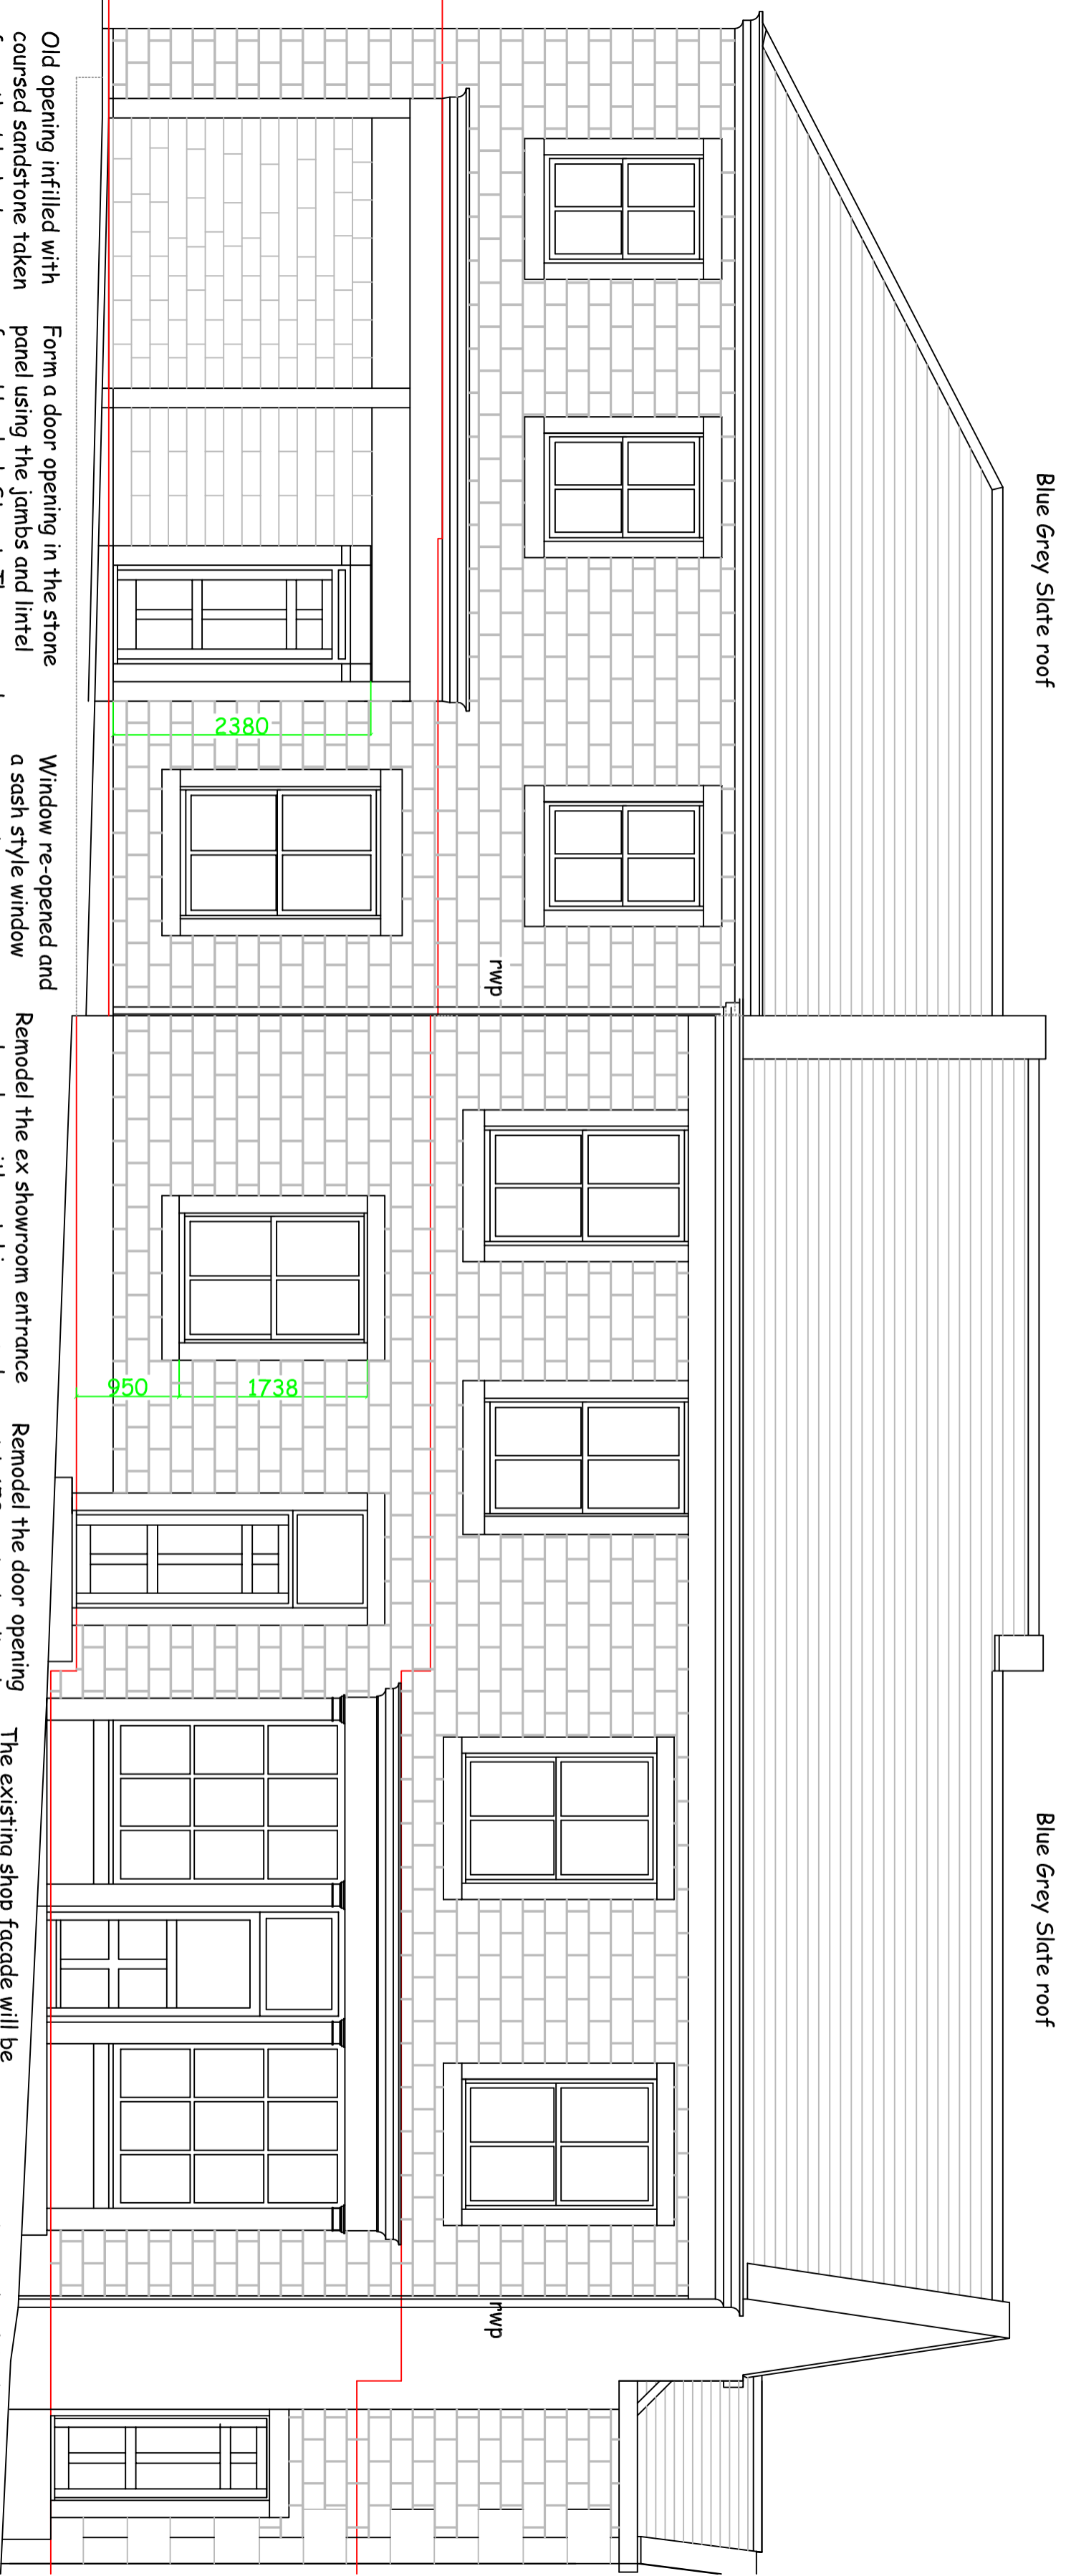 Blue Grey Slate roof
Blue Grey Slate roof
rwp
rwp
2380
950
1738
Old opening infilled with
coursed sandstone taken
Form a door opening in the stone
panel using the jambs and lintel
Window re-opened and
a sash style window
Remodel the ex showroom entrance
Remodel the door opening
The existing shop facade will be